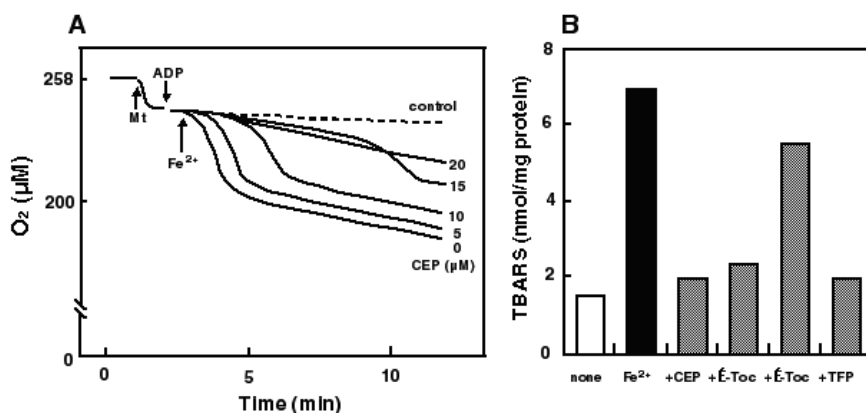 A
O₂ (μM)
258
200
0
Mt
ADP
Fe²⁺
control
20
15
10
5
0
CEP (μM)
0
5
10
Time (min)
B
TBARS (nmol/mg protein)
8
6
4
2
0
none
Fe²⁺
+CEP
+É-Toc
+É-Toc
+TFP